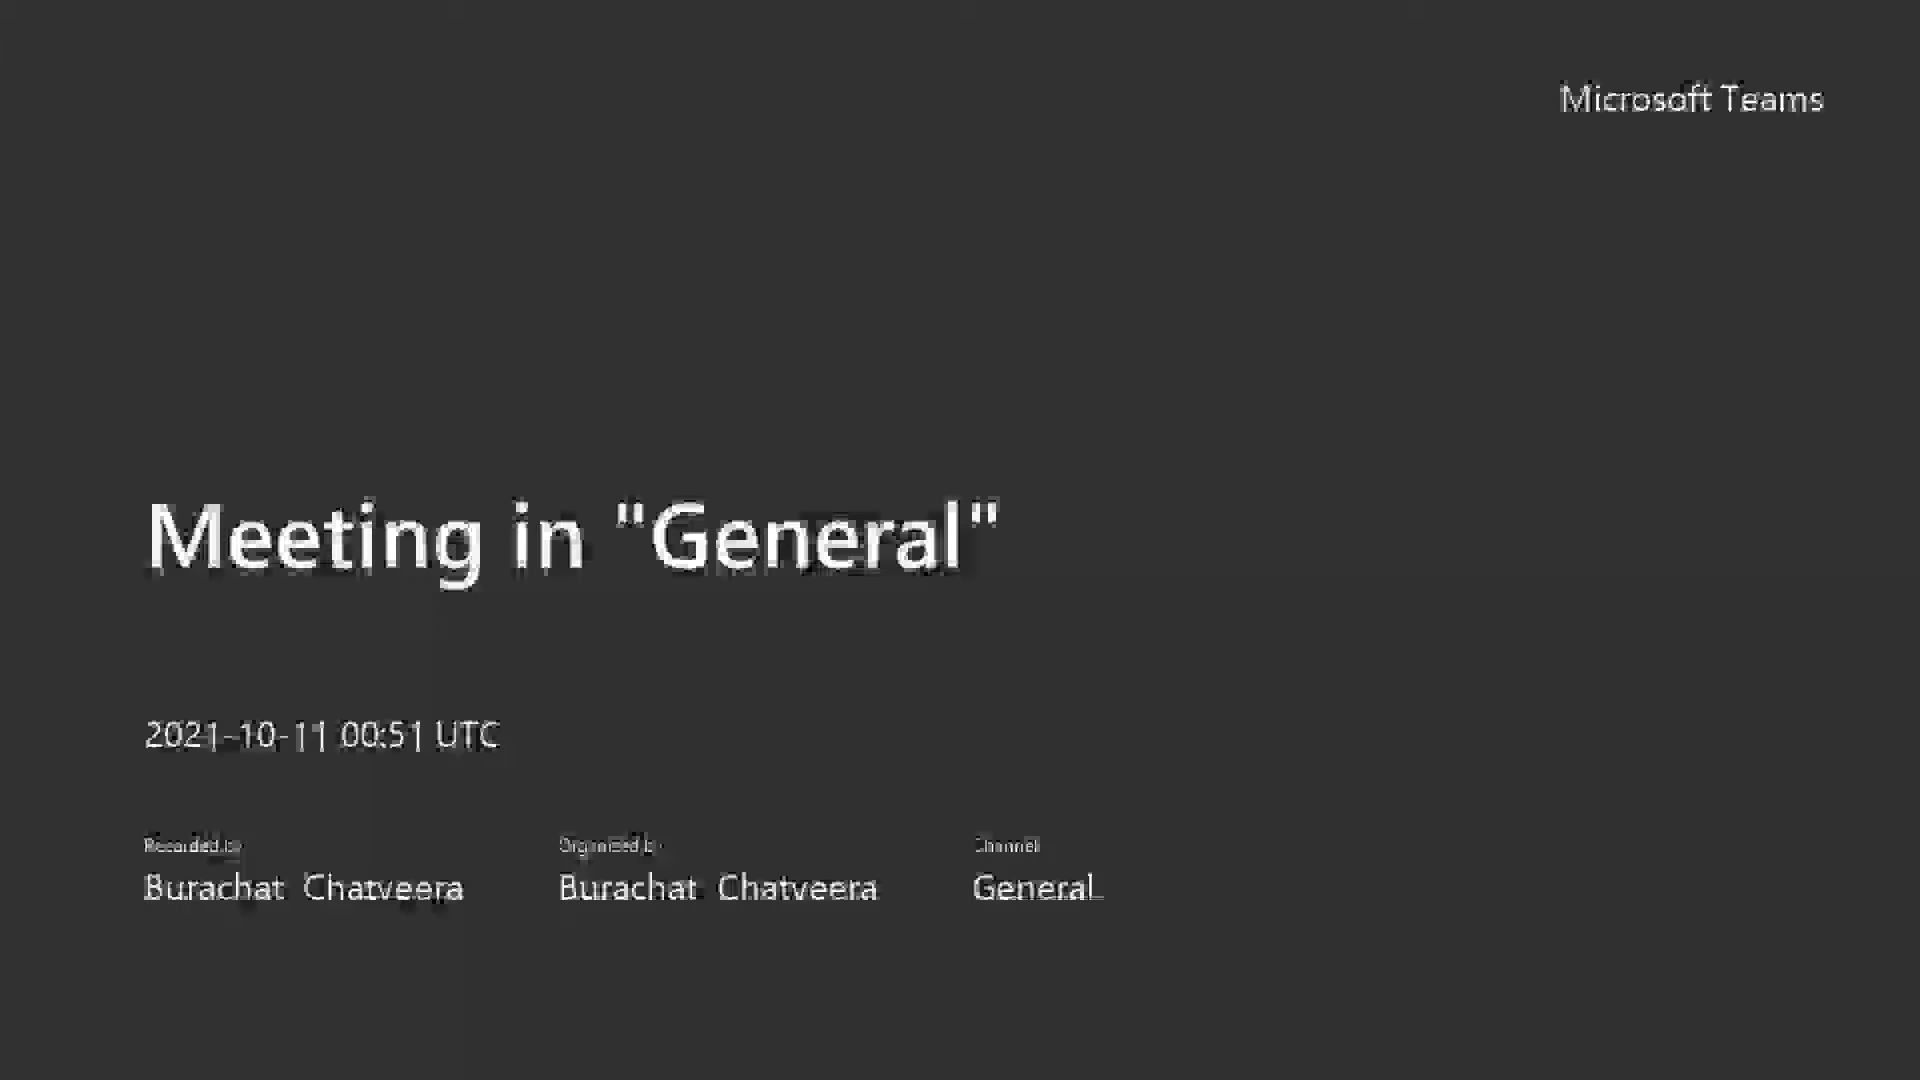 Microsoft Teams
Meeting in "General"
2021-10-11 00:51 UTC
Recorded by Organized by Channel
Burachat Chatveera Burachat Chatveera General